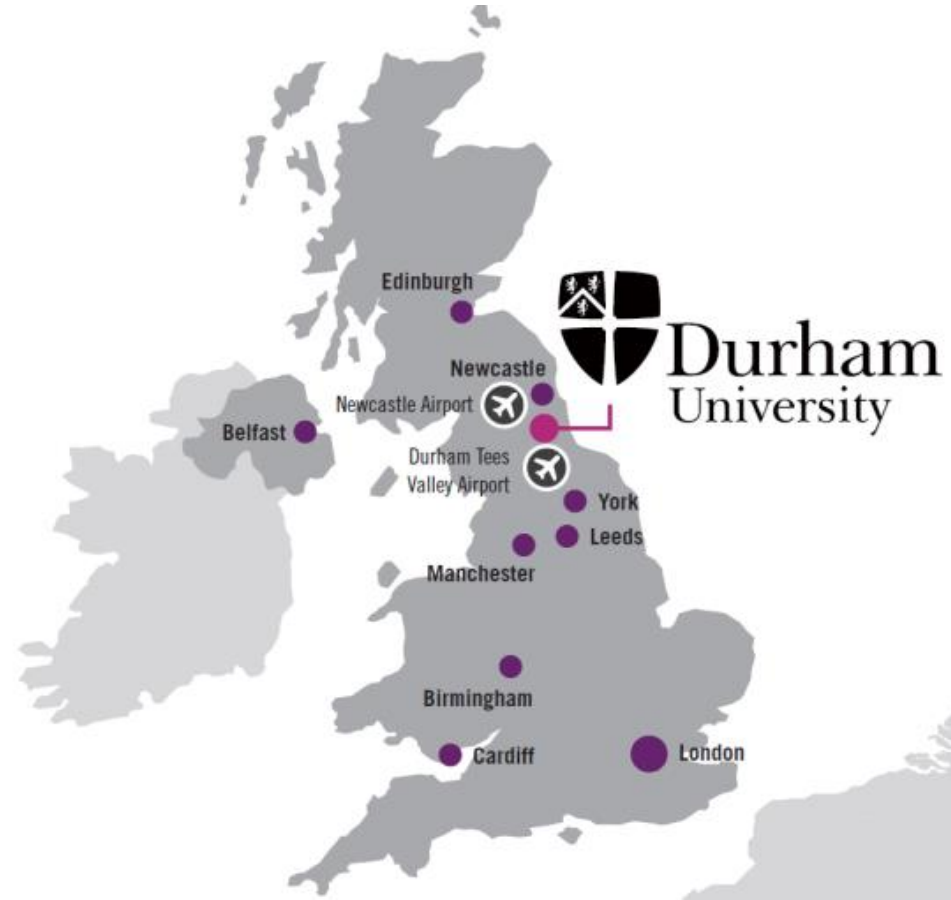 Edinburgh
Durham
University
Newcastle
Newcastle Airport
Belfast
Durham Tees
Valley Airport
York
Leeds
Manchester
Birmingham
Cardiff
London